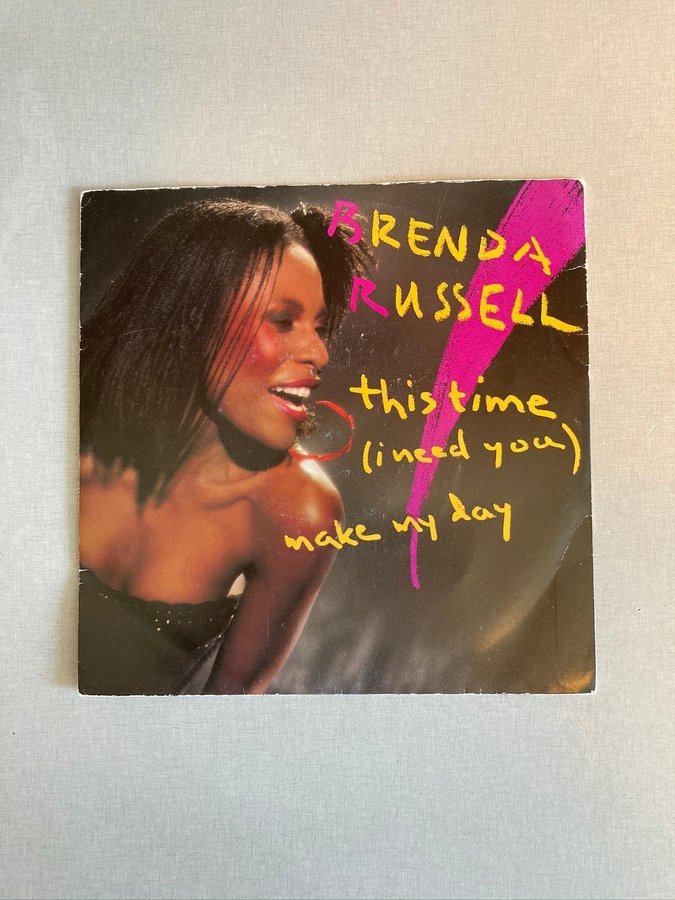 BRENDA
RUSSELL
this time
(i need you)
make my day